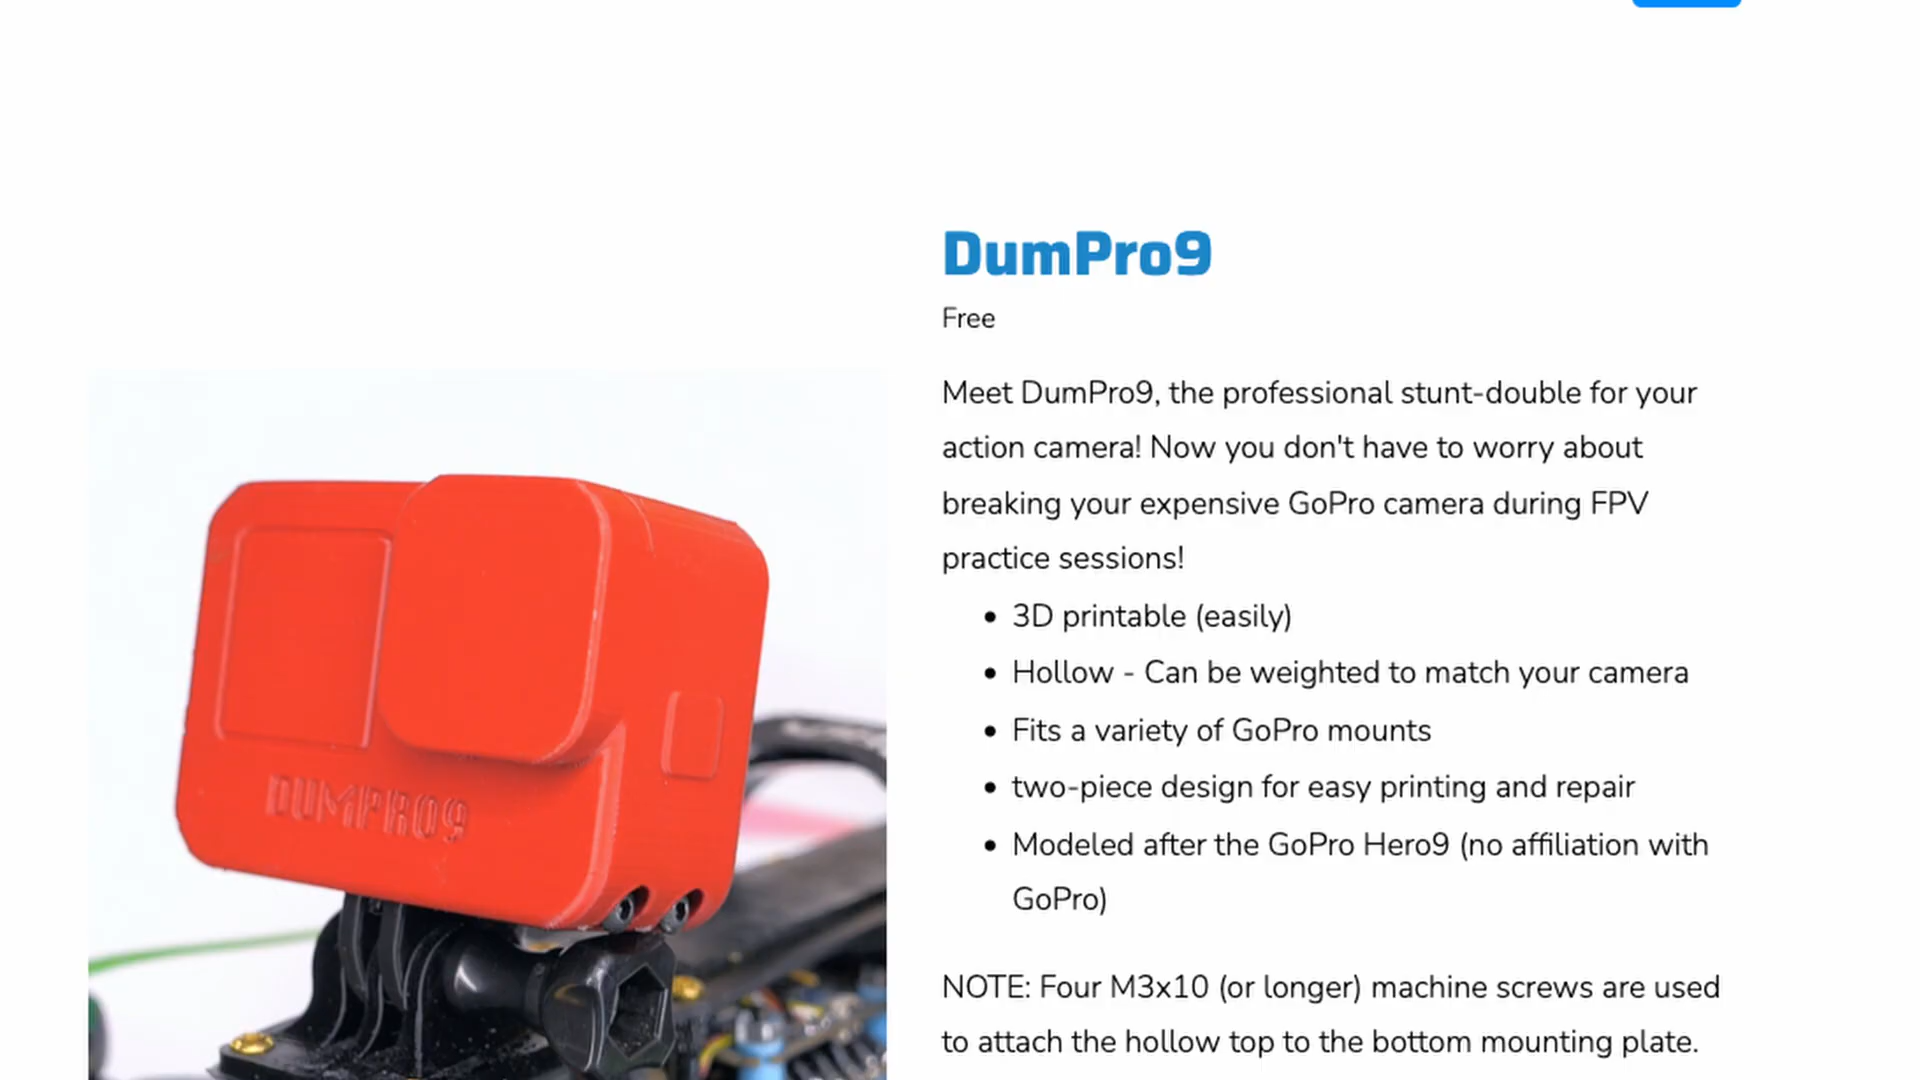 DumPro9
Free
Meet DumPro9, the professional stunt-double for your
action camera! Now you don't have to worry about
breaking your expensive GoPro camera during FPV
practice sessions!
• 3D printable (easily)
• Hollow - Can be weighted to match your camera
• Fits a variety of GoPro mounts
• two-piece design for easy printing and repair
• Modeled after the GoPro Hero9 (no affiliation with
GoPro)
NOTE: Four M3x10 (or longer) machine screws are used
to attach the hollow top to the bottom mounting plate.
DUMPRO9